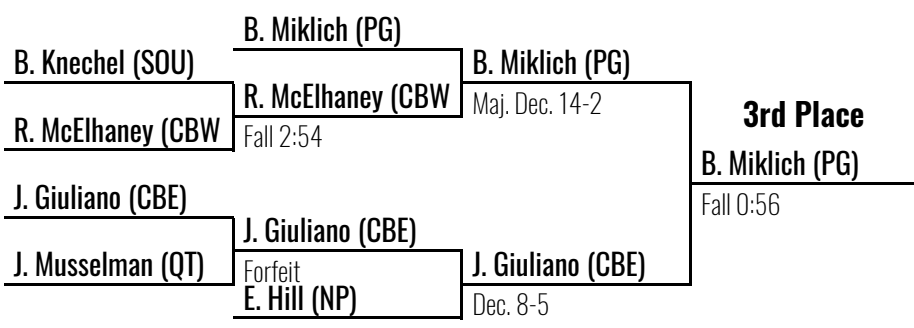 B. Miklich (PG)
B. Knechel (SOU)
B. Miklich (PG)
R. McElhaney (CBW
Maj. Dec. 14-2
3rd Place
R. McElhaney (CBW
Fall 2:54
B. Miklich (PG)
J. Giuliano (CBE)
Fall 0:56
J. Giuliano (CBE)
J. Musselman (QT)
Forfeit
J. Giuliano (CBE)
E. Hill (NP)
Dec. 8-5